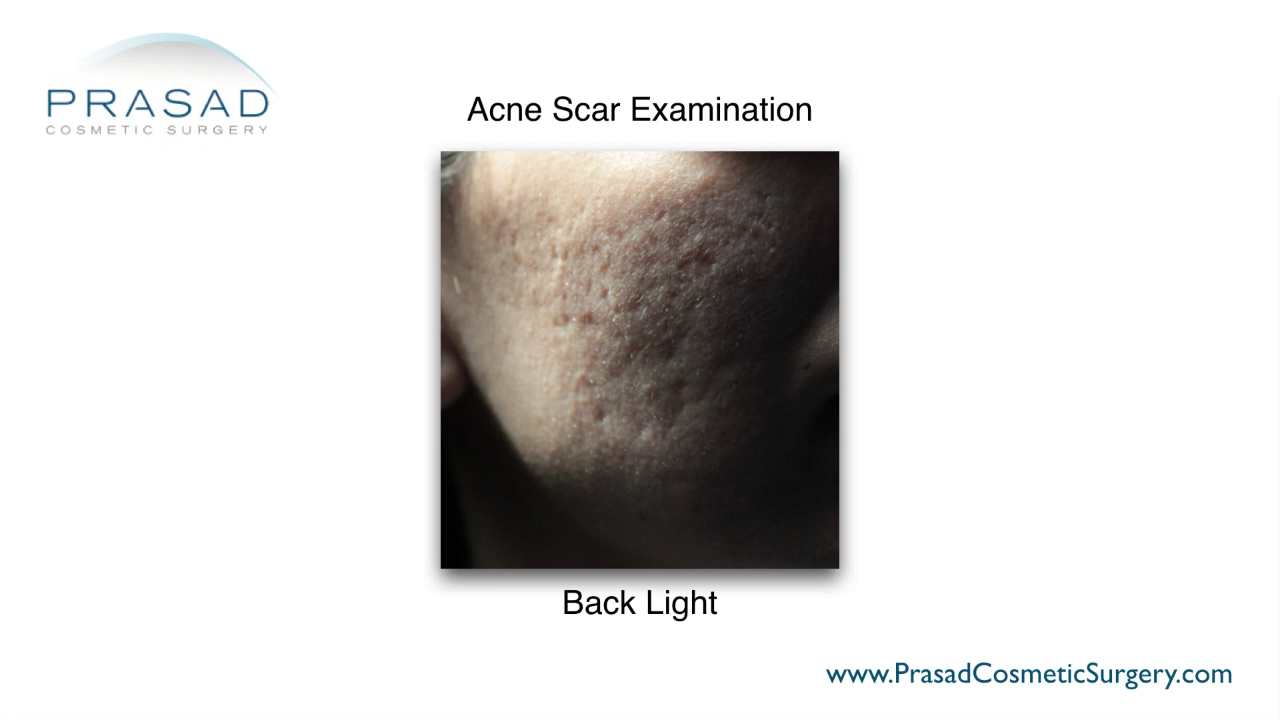 PRASAD
COSMETIC SURGERY
Acne Scar Examination
Back Light
www.PrasadCosmeticSurgery.com